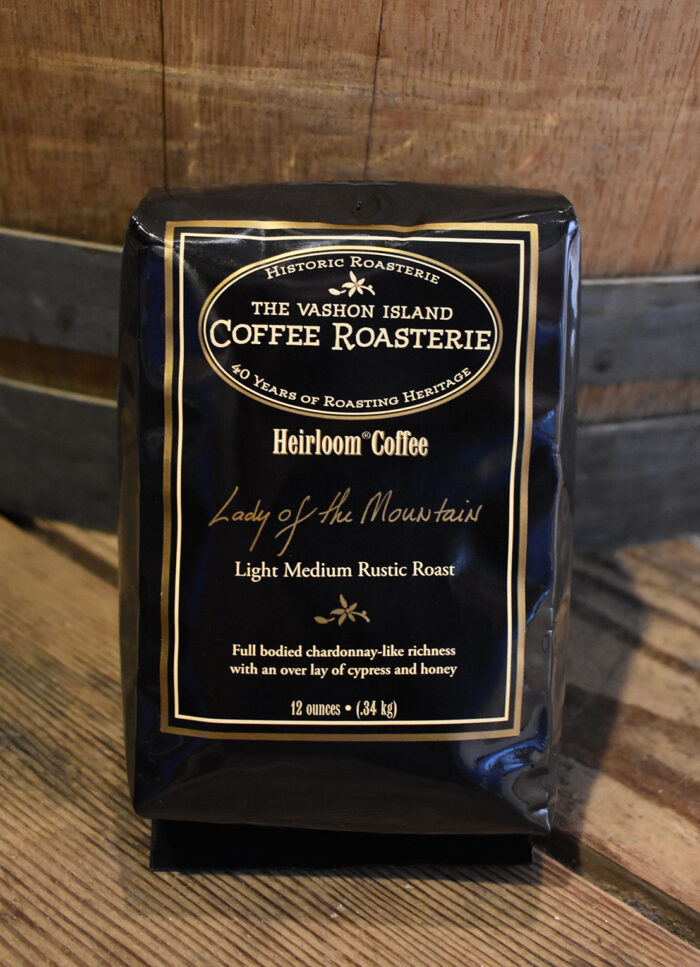 Historic Roasterie
The Vashon Island
Coffee Roasterie
40 Years of Roasting Heritage
Heirloom® Coffee
Lady of the Mountain
Light Medium Rustic Roast
Full bodied chardonnay-like richness
with an over lay of cypress and honey
12 ounces • (.34 kg)